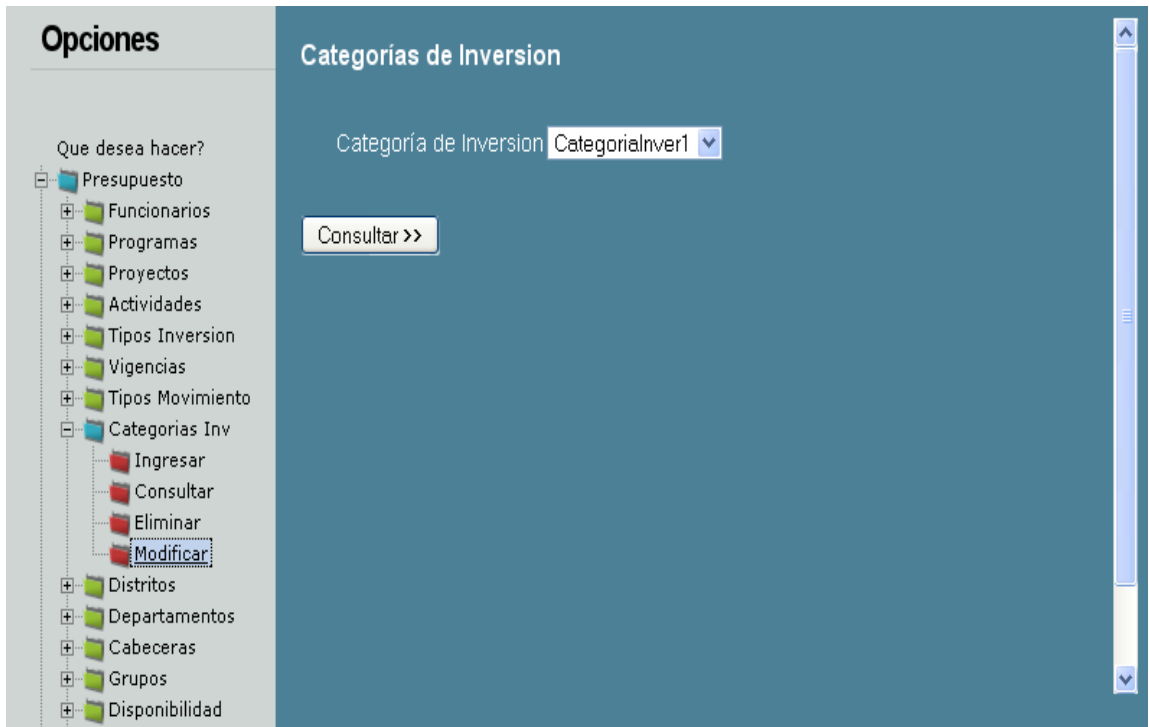 Opciones
Que desea hacer?
Presupuesto
Funcionarios
Programas
Proyectos
Actividades
Tipos Inversion
Vigencias
Tipos Movimiento
Categorias Inv
Ingresar
Consultar
Eliminar
Modificar
Distritos
Departamentos
Cabeceras
Grupos
Disponibilidad
Categorías de Inversion
Categoría de Inversion CategoriaInver1
Consultar >>